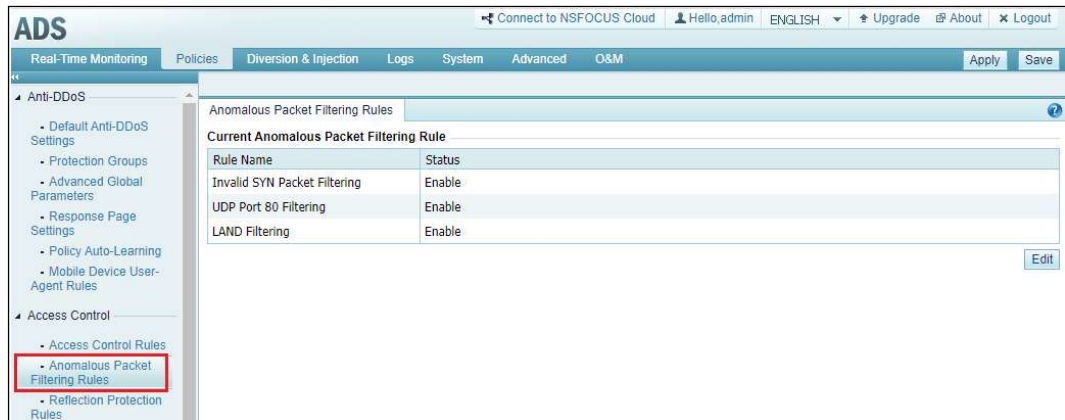 ADS
Connect to NSFOCUS Cloud
Hello,admin
ENGLISH
Upgrade
About
Logout
Real-Time Monitoring
Policies
Diversion & Injection
Logs
System
Advanced
O&M
Apply
Save
Anti-DDoS
Default Anti-DDoS
Settings
Protection Groups
Advanced Global
Parameters
Response Page
Settings
Policy Auto-Learning
Mobile Device User-
Agent Rules
Access Control
Access Control Rules
Anomalous Packet
Filtering Rules
Reflection Protection
Rules
Anomalous Packet Filtering Rules
Current Anomalous Packet Filtering Rule
Rule Name Status
Invalid SYN Packet Filtering Enable
UDP Port 80 Filtering Enable
LAND Filtering Enable
Edit